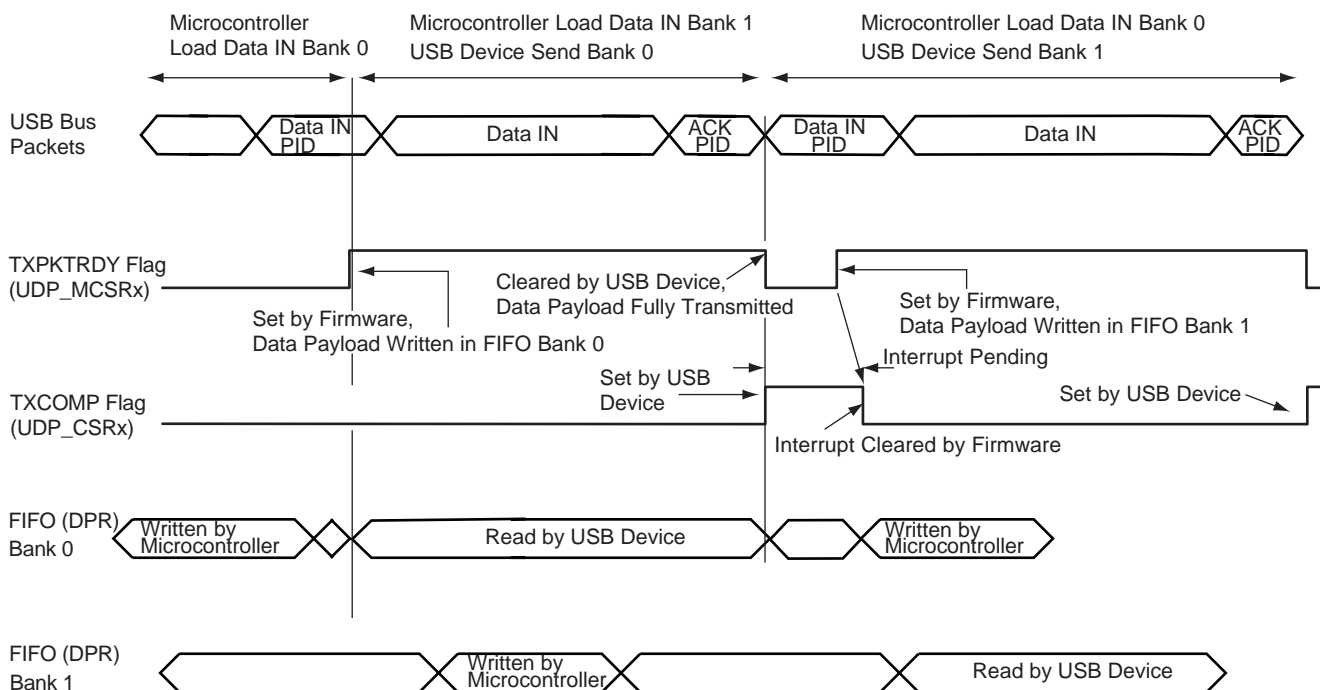 Microcontroller
Load Data IN Bank 0
Microcontroller Load Data IN Bank 1
USB Device Send Bank 0
Microcontroller Load Data IN Bank 0
USB Device Send Bank 1
USB Bus
Packets
Data IN
PID
Data IN
ACK
PID
Data IN
PID
Data IN
ACK
PID
TXPKTRDY Flag
(UDP_MCSRx)
Set by Firmware,
Data Payload Written in FIFO Bank 0
Cleared by USB Device,
Data Payload Fully Transmitted
Set by Firmware,
Data Payload Written in FIFO Bank 1
Interrupt Pending
TXCOMP Flag
(UDP_CSRx)
Set by USB
Device
Set by USB Device
Interrupt Cleared by Firmware
FIFO (DPR)
Bank 0
Written by
Microcontroller
Read by USB Device
Written by
Microcontroller
FIFO (DPR)
Bank 1
Written by
Microcontroller
Read by USB Device